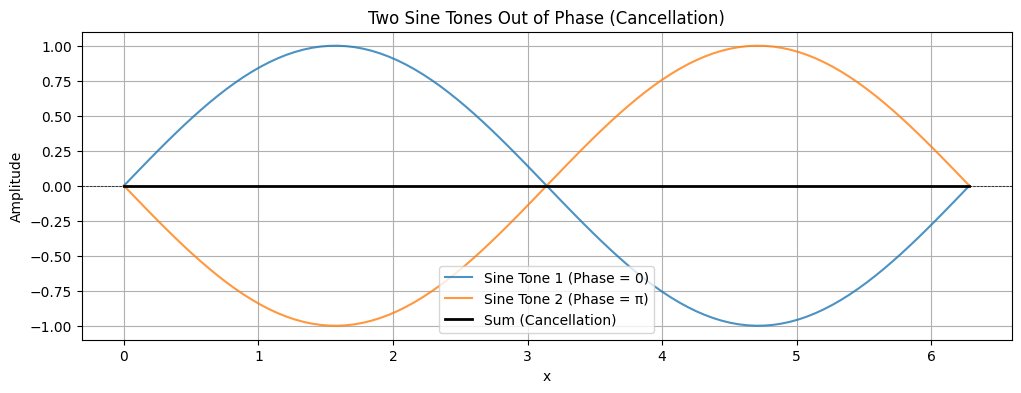 Two Sine Tones Out of Phase (Cancellation)
1.00
0.75
0.50
0.25
0.00
−0.25
−0.50
−0.75
−1.00
Amplitude
Sine Tone 1 (Phase = 0)
Sine Tone 2 (Phase = π)
Sum (Cancellation)
0 1 2 3 4 5 6
x